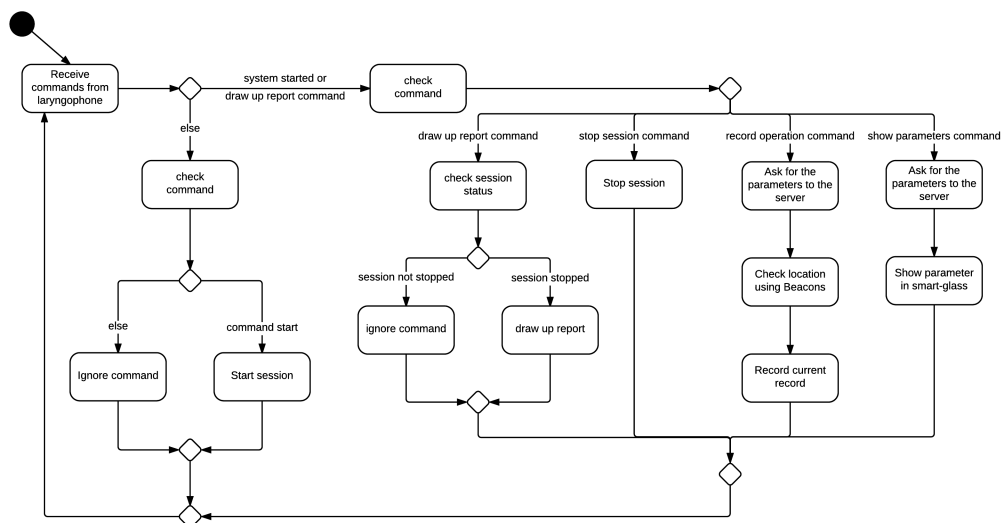 Receive
commands from
laryngophone
system started or
draw up report command
check
command
else
check
command
else
command start
Ignore command
Start session
draw up report command
stop session command
record operation command
show parameters command
check session
status
Stop session
Ask for the
parameters to the
server
Ask for the
parameters to the
server
session not stopped
session stopped
ignore command
draw up report
Check location
using Beacons
Show parameter
in smart-glass
Record current
record